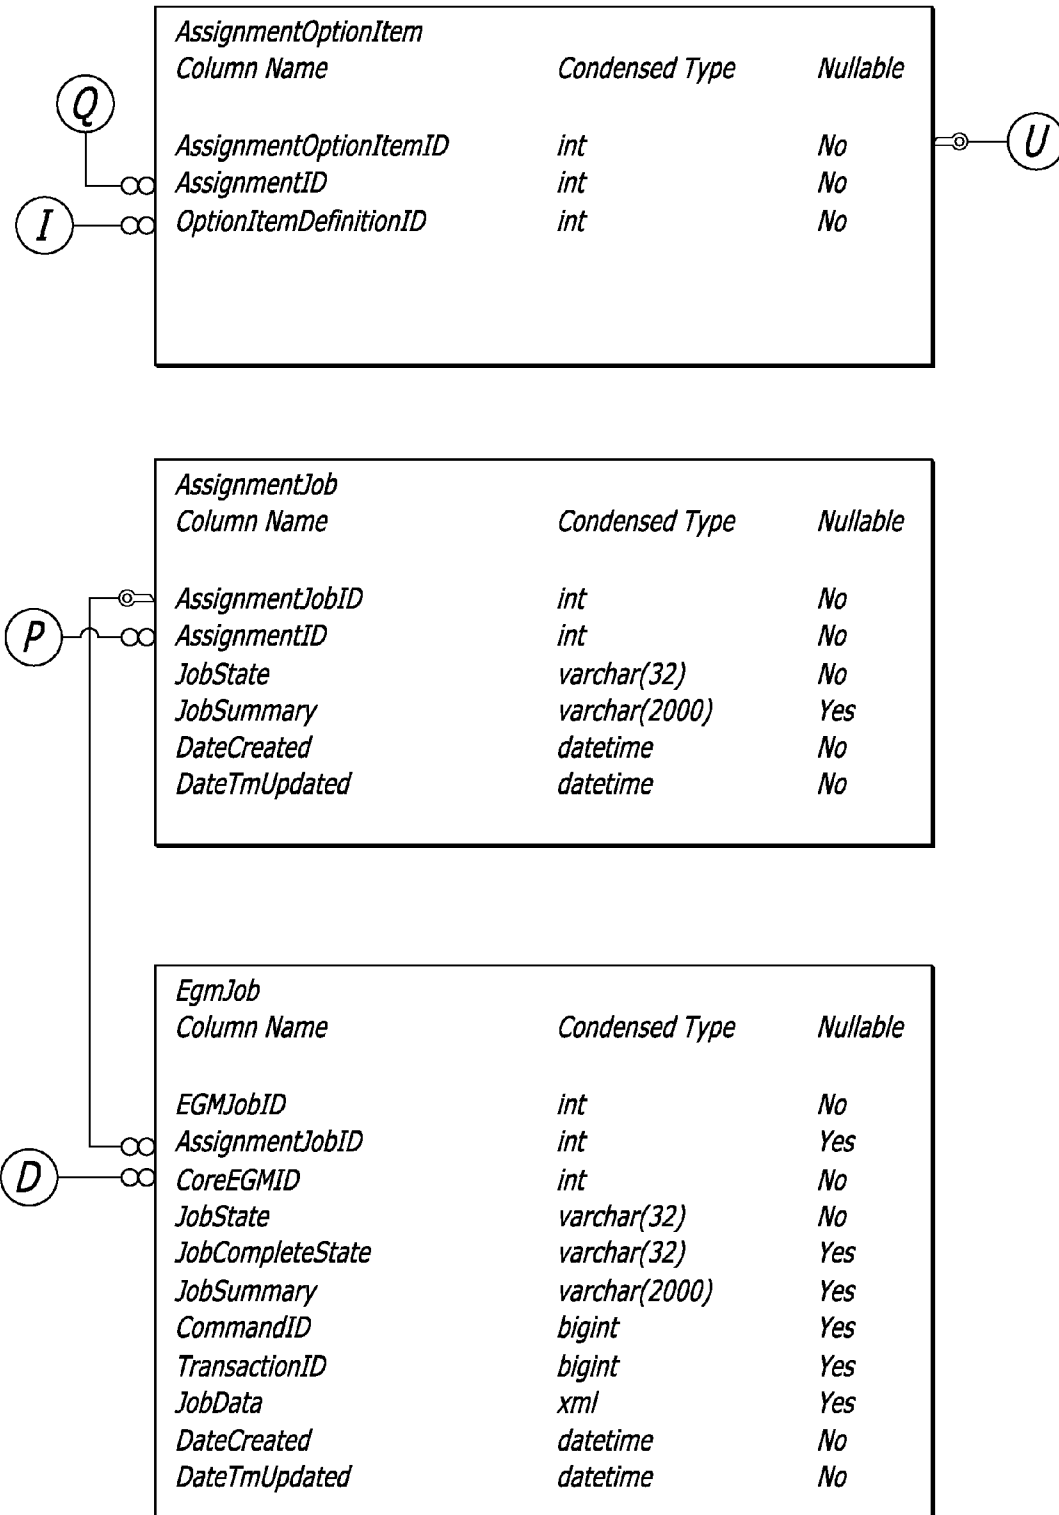 AssignmentOptionItem
Column Name Condensed Type Nullable
Q
AssignmentOptionItemID int No
U
AssignmentID int No
I
OptionItemDefinitionID int No
AssignmentJob
Column Name Condensed Type Nullable
AssignmentJobID int No
P
AssignmentID int No
JobState varchar(32) No
JobSummary varchar(2000) Yes
DateCreated datetime No
DateTmUpdated datetime No
EgmJob
Column Name Condensed Type Nullable
EGMJobID int No
AssignmentJobID int Yes
D
CoreEGMID int No
JobState varchar(32) No
JobCompleteState varchar(32) Yes
JobSummary varchar(2000) Yes
CommandID bigint Yes
TransactionID bigint Yes
JobData xml Yes
DateCreated datetime No
DateTmUpdated datetime No